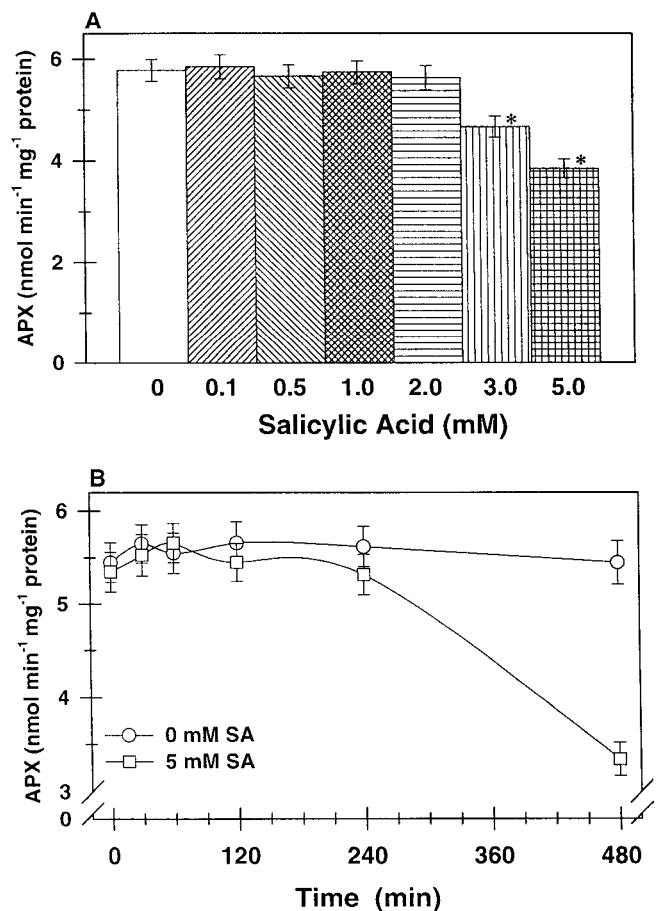 A
APX (nmol min⁻¹ mg⁻¹ protein)
6
4
2
0
* *
0 0.1 0.5 1.0 2.0 3.0 5.0
Salicylic Acid (mM)
B
APX (nmol min⁻¹ mg⁻¹ protein)
6
5
4
3
0
0 mM SA
5 mM SA
0 120 240 360 480
Time (min)